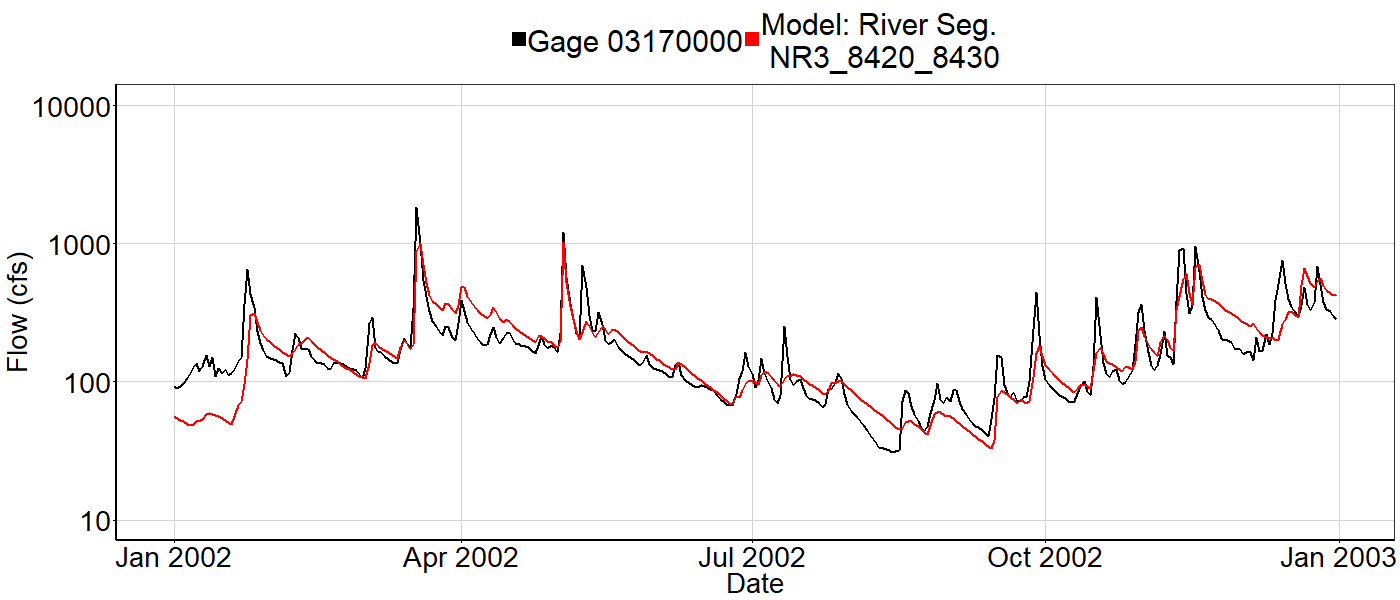 Gage 03170000
Model: River Seg.
NR3_8420_8430
Flow (cfs)
10000
1000
100
10
Jan 2002
Apr 2002
Jul 2002
Oct 2002
Jan 2003
Date